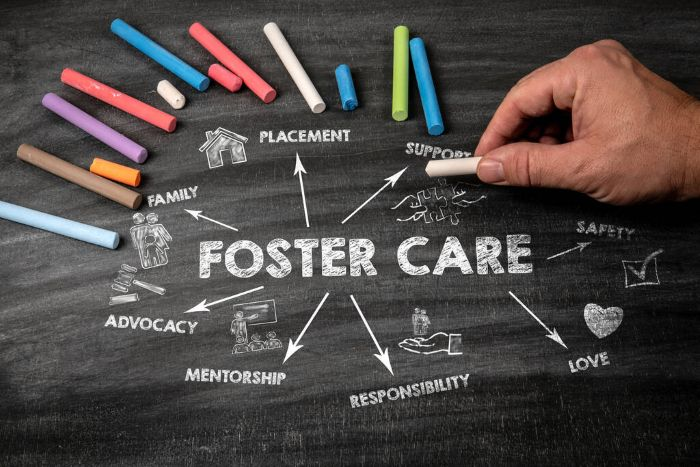 PLACEMENT
SUPPORT
FAMILY
SAFETY
FOSTER CARE
ADVOCACY
MENTORSHIP
RESPONSIBILITY
LOVE